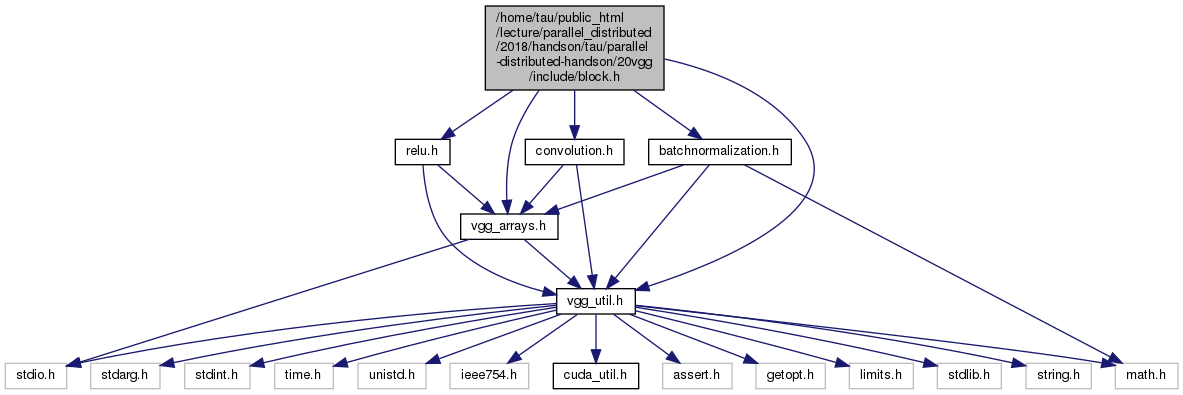 /home/tau/public_html
/lecture/parallel_distributed
/2018/handson/tau/parallel
-distributed-handson/20vgg
/include/block.h
relu.h
convolution.h
batchnormalization.h
vgg_arrays.h
vgg_util.h
stdio.h
stdarg.h
stdint.h
time.h
unistd.h
ieee754.h
cuda_util.h
assert.h
getopt.h
limits.h
stdlib.h
string.h
math.h